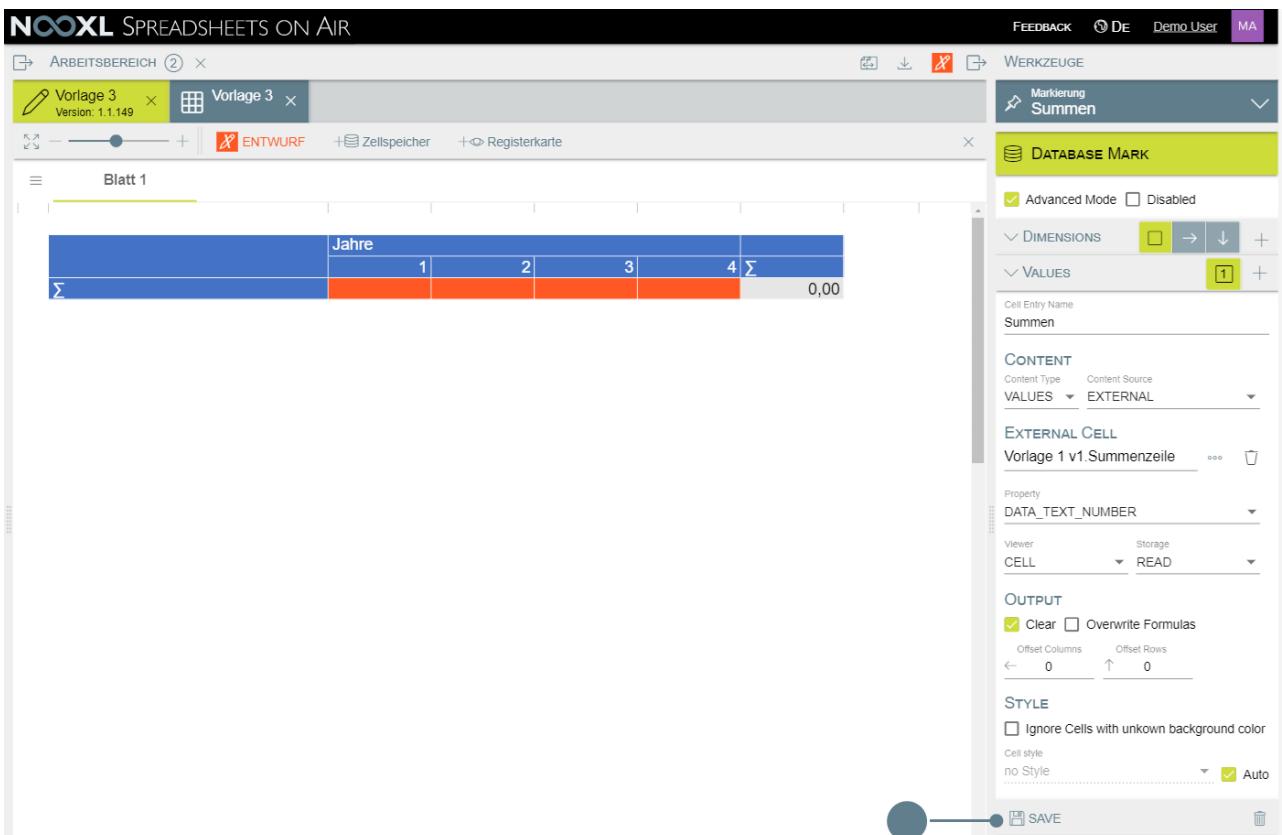 NOOXL SPREADSHEETS ON AIR
FEEDBACK DE Demo User MA
ARBEITSBEREICH 2
WERKZEUGE
Vorlage 3
Version: 1.1.149
Vorlage 3
Markierung
Summen
ENTWURF + Zellspeicher + Registerkarte
DATABASE MARK
Blatt 1
Advanced Mode Disabled
DIMENSIONS
VALUES 1
Jahre
1 2 3 4 Σ
Σ 0,00
Cell Entry Name
Summen
CONTENT
Content Type Content Source
VALUES EXTERNAL
EXTERNAL CELL
Vorlage 1 v1.Summenzeile
Property
DATA_TEXT_NUMBER
Viewer Storage
CELL READ
OUTPUT
Clear Overwrite Formulas
Offset Columns Offset Rows
0 0
STYLE
Ignore Cells with unkown background color
Cell style
no Style Auto
SAVE